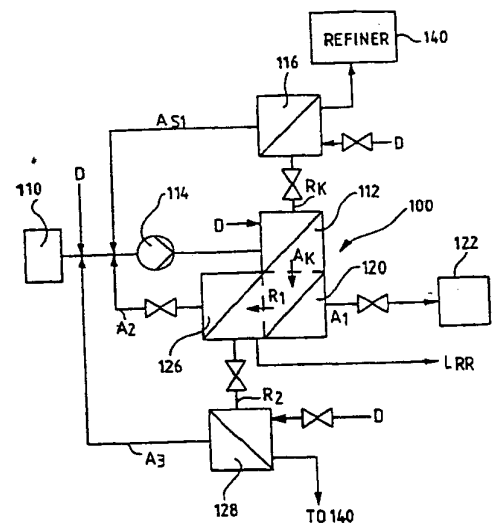 REFINER
140
116
AS1
D
D
110
114
RK
112
D
100
AK
120
122
R1
A1
A2
126
LRR
R2
D
A3
128
TO 140